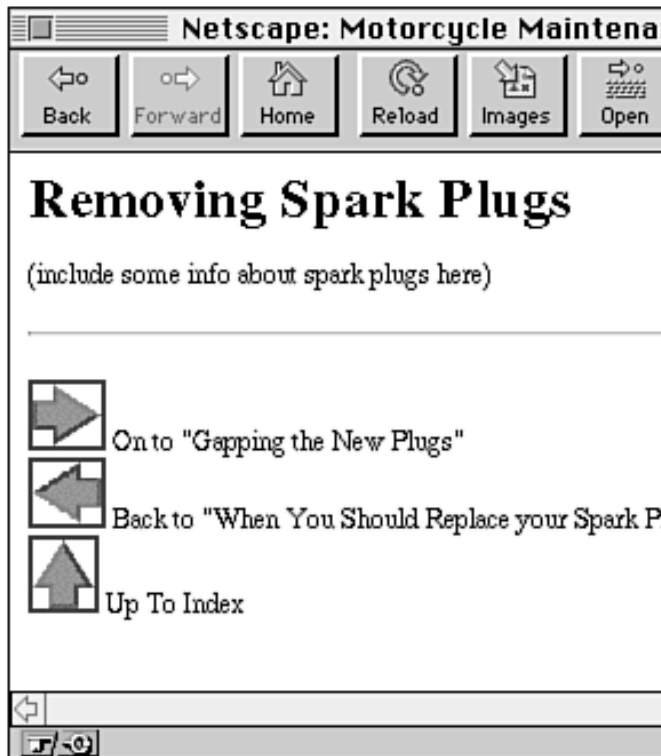 Netscape: Motorcycle
Back Forward Home Reload Images Open
Removing Spark Plugs
(include some info about spark plugs here)
On to "Gapping the New Plugs"
Back to "When You Should Replace your Spark
Up To Index